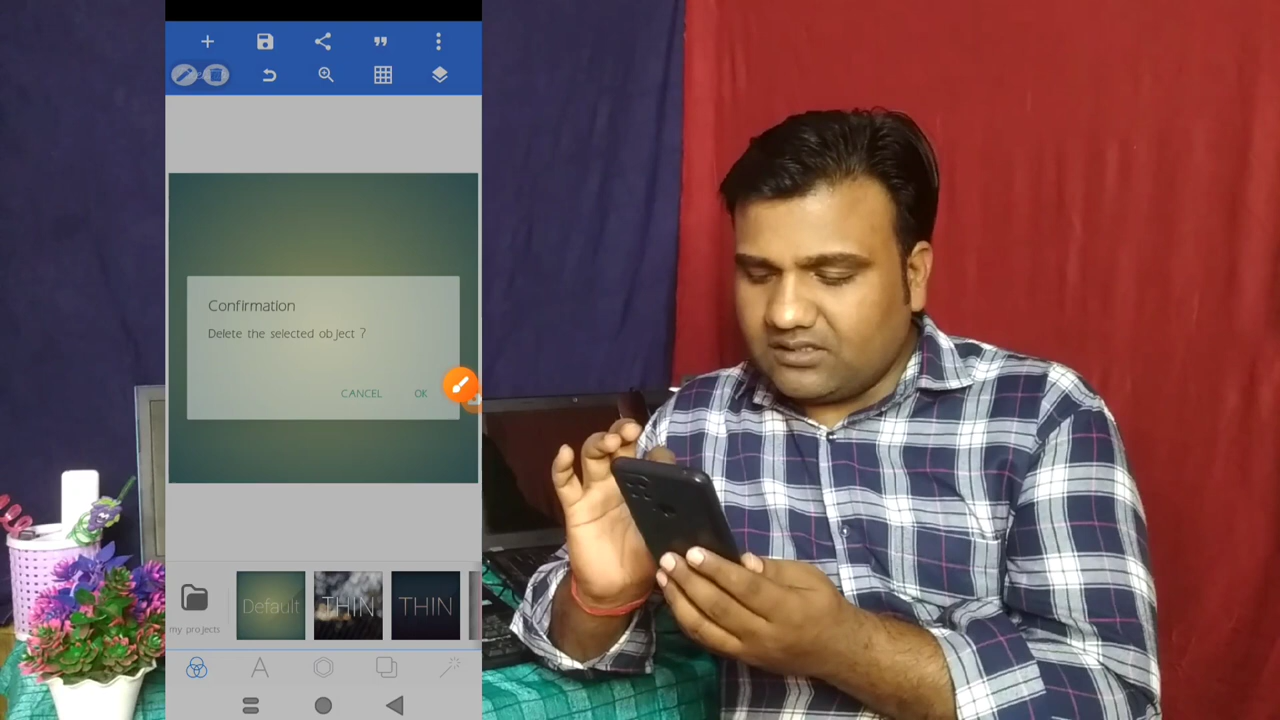 Confirmation
Delete the selected object ?
CANCEL OK
Default
THIN
THIN
my projects